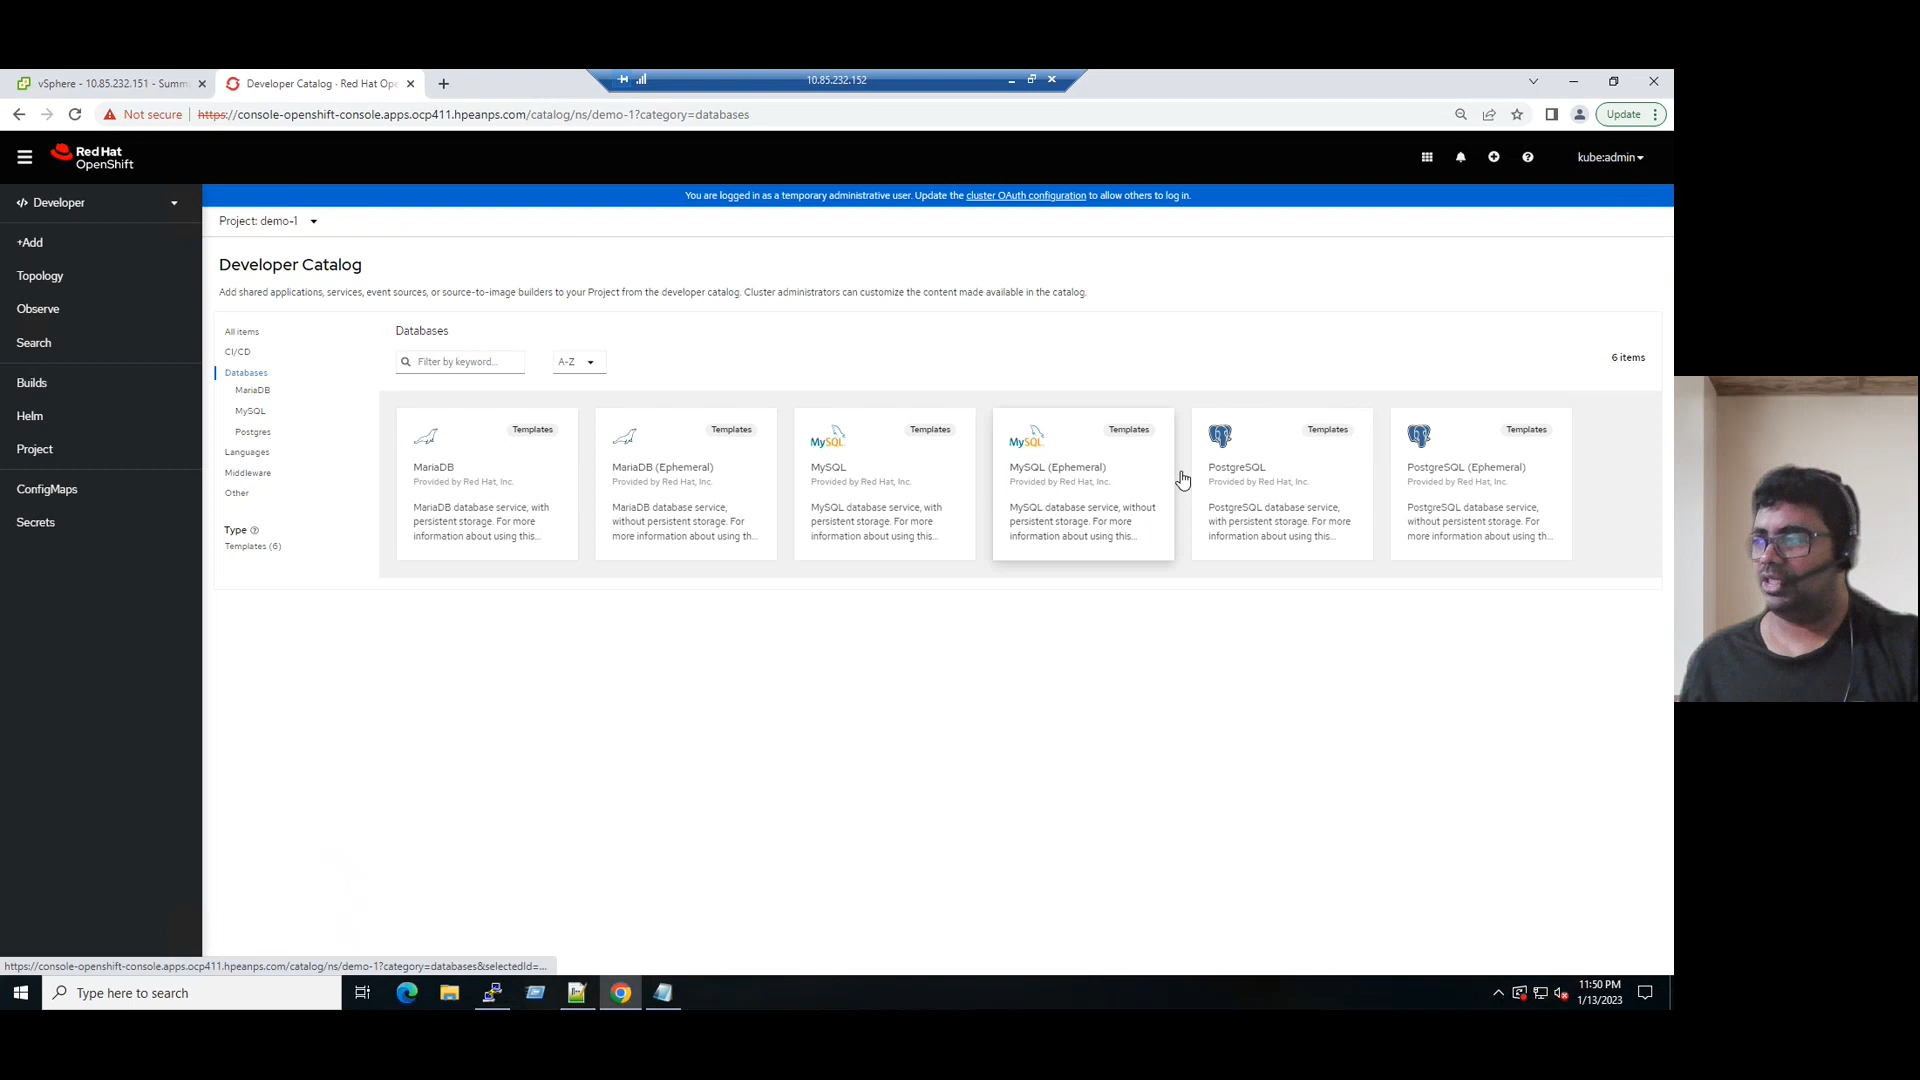 vSphere - 10.85.232.151 - Summ
Developer Catalog · Red Hat Ope
10.85.232.152
Not secure
https://console-openshift-console.apps.ocp411.hpeanps.com/catalog/ns/demo-1?category=databases
Update
Red Hat
OpenShift
kube:admin
You are logged in as a temporary administrative user. Update the cluster OAuth configuration to allow others to log in.
</> Developer
Project: demo-1
+Add
Topology
Observe
Search
Builds
Helm
Project
ConfigMaps
Secrets
Developer Catalog
Add shared applications, services, event sources, or source-to-image builders to your Project from the developer catalog. Cluster administrators can customize the content made available in the catalog.
All items
CI/CD
Databases
MariaDB
MySQL
Postgres
Languages
Middleware
Other
Type
Templates (6)
Databases
Filter by keyword...
A-Z
6 items
Templates
MariaDB
Provided by Red Hat, Inc.
MariaDB database service, with
persistent storage. For more
information about using this...
Templates
MariaDB (Ephemeral)
Provided by Red Hat, Inc.
MariaDB database service,
without persistent storage. For
more information about using th...
MySQL
Templates
MySQL
Provided by Red Hat, Inc.
MySQL database service, with
persistent storage. For more
information about using this...
MySQL
Templates
MySQL (Ephemeral)
Provided by Red Hat, Inc.
MySQL database service, without
persistent storage. For more
information about using this...
Templates
PostgreSQL
Provided by Red Hat, Inc.
PostgreSQL database service,
with persistent storage. For more
information about using this...
Templates
PostgreSQL (Ephemeral)
Provided by Red Hat, Inc.
PostgreSQL database service,
without persistent storage. For
more information about using th...
https://console-openshift-console.apps.ocp411.hpeanps.com/catalog/ns/demo-1?category=databases&selectedId=...
Type here to search
11:50 PM
1/13/2023